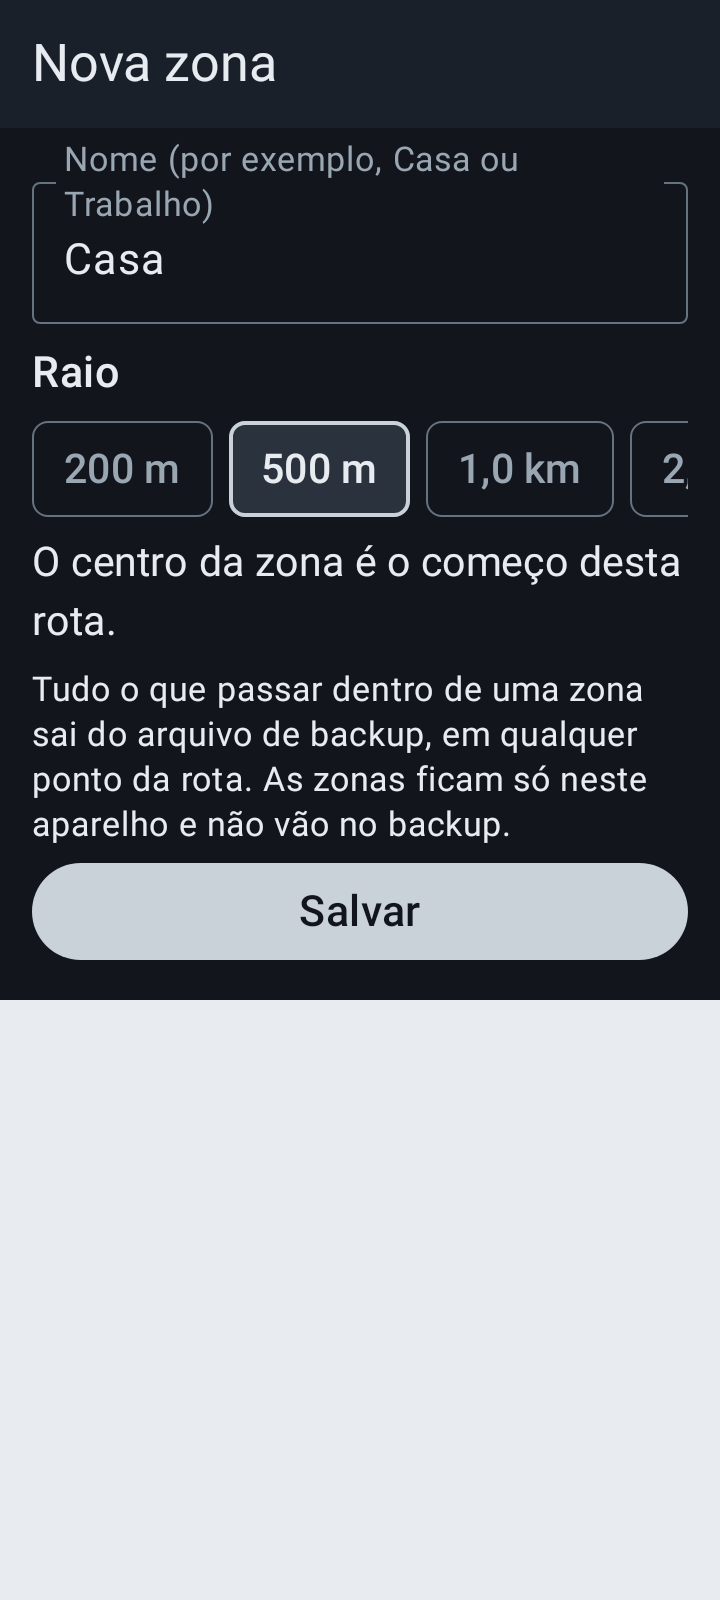 Nova zona
Nome (por exemplo, Casa ou
Trabalho)
Casa
Raio
200 m 500 m 1,0 km 2,
O centro da zona é o começo desta
rota.
Tudo o que passar dentro de uma zona
sai do arquivo de backup, em qualquer
ponto da rota. As zonas ficam só neste
aparelho e não vão no backup.
Salvar